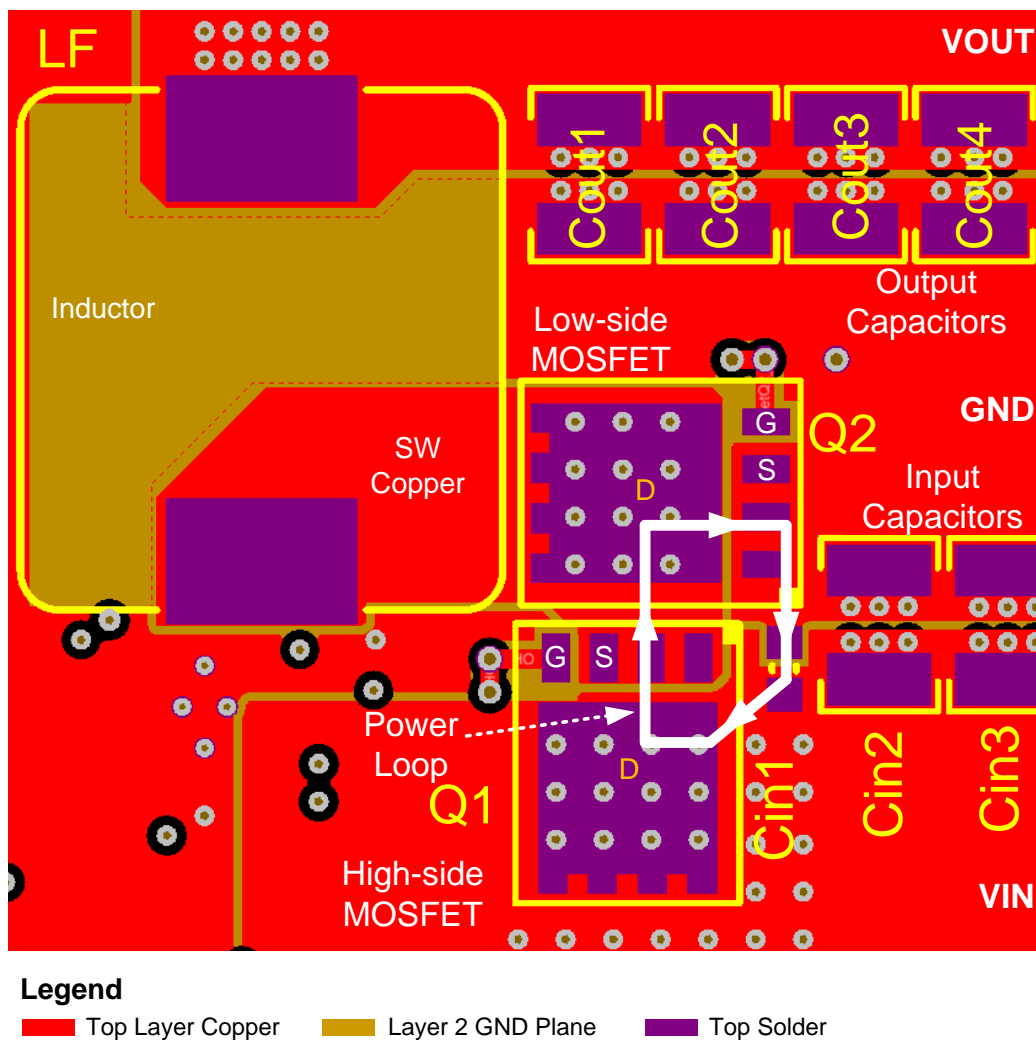 LF
VOUT
Cout1
Cout2
Cout3
Cout4
Inductor
Output
Capacitors
Low-side
MOSFET
GND
G
Q2
SW
Copper
S
D
Input
Capacitors
G
S
HO
Power
Loop
D
Q1
Cin1
Cin2
Cin3
High-side
MOSFET
VIN
Legend
Top Layer Copper
Layer 2 GND Plane
Top Solder